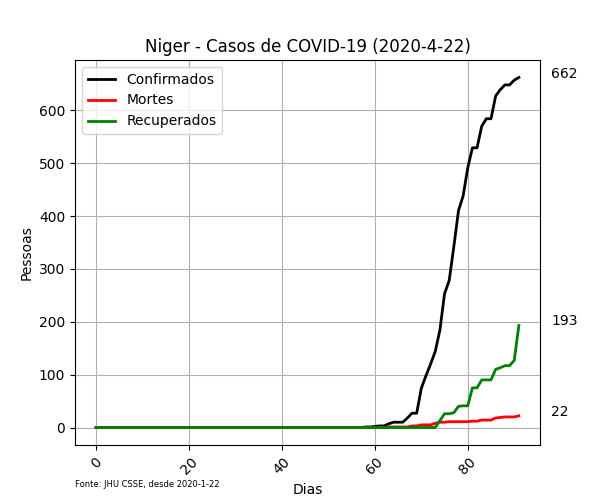 Niger - Casos de COVID-19 (2020-4-22)
Confirmados
Mortes
Recuperados
662
193
22
Pessoas
600
500
400
300
200
100
0
0
20
40
60
80
Dias
Fonte: JHU CSSE, desde 2020-1-22